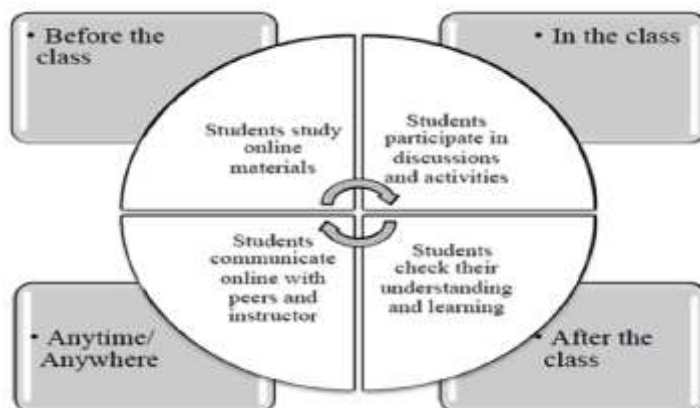 • Before the
class
• In the class
Students study
online
materials
Students
participate in
discussions
and activities
Students
communicate
online with
peers and
instructor
Students
check their
understanding
and learning
• Anytime/
Anywhere
• After the
class